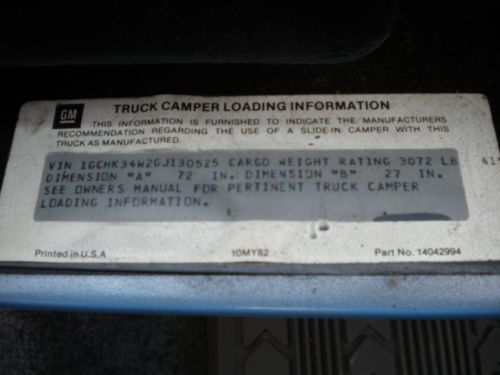 GM
TRUCK CAMPER LOADING INFORMATION
THIS INFORMATION IS FURNISHED TO INDICATE THE MANUFACTURERS
RECOMMENDATION REGARDING THE USE OF A SLIDE-IN CAMPER WITH THIS
TRUCK AS MANUFACTURED.
VIN 1GCHK34W2GJ130525 CARGO WEIGHT RATING 3072 LB
DIMENSION "A" 72 IN. DIMENSION "B" 27 IN.
SEE OWNERS MANUAL FOR PERTINENT TRUCK CAMPER
LOADING INFORMATION.
Printed in U.S.A 10MY82 Part No. 14042994